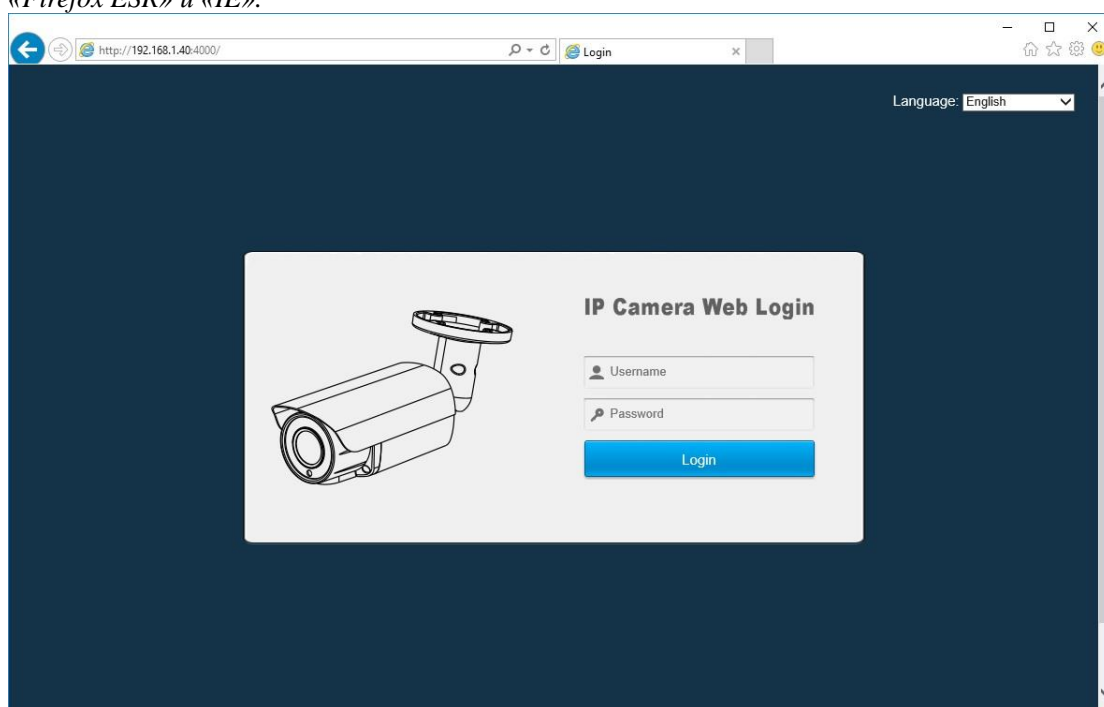 «Firefox ESR» и «IE».
http://192.168.1.40:4000/
Login
Language: English
IP Camera Web Login
Username
Password
Login